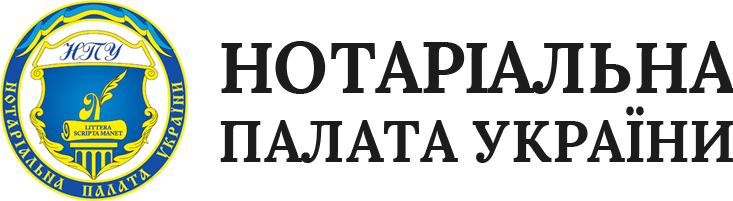 НПУ
LITTERA
SCRIPTA MANET
НОТАРІАЛЬНА ПАЛАТА УКРАЇНИ
НОТАРІАЛЬНА
ПАЛАТА УКРАЇНИ